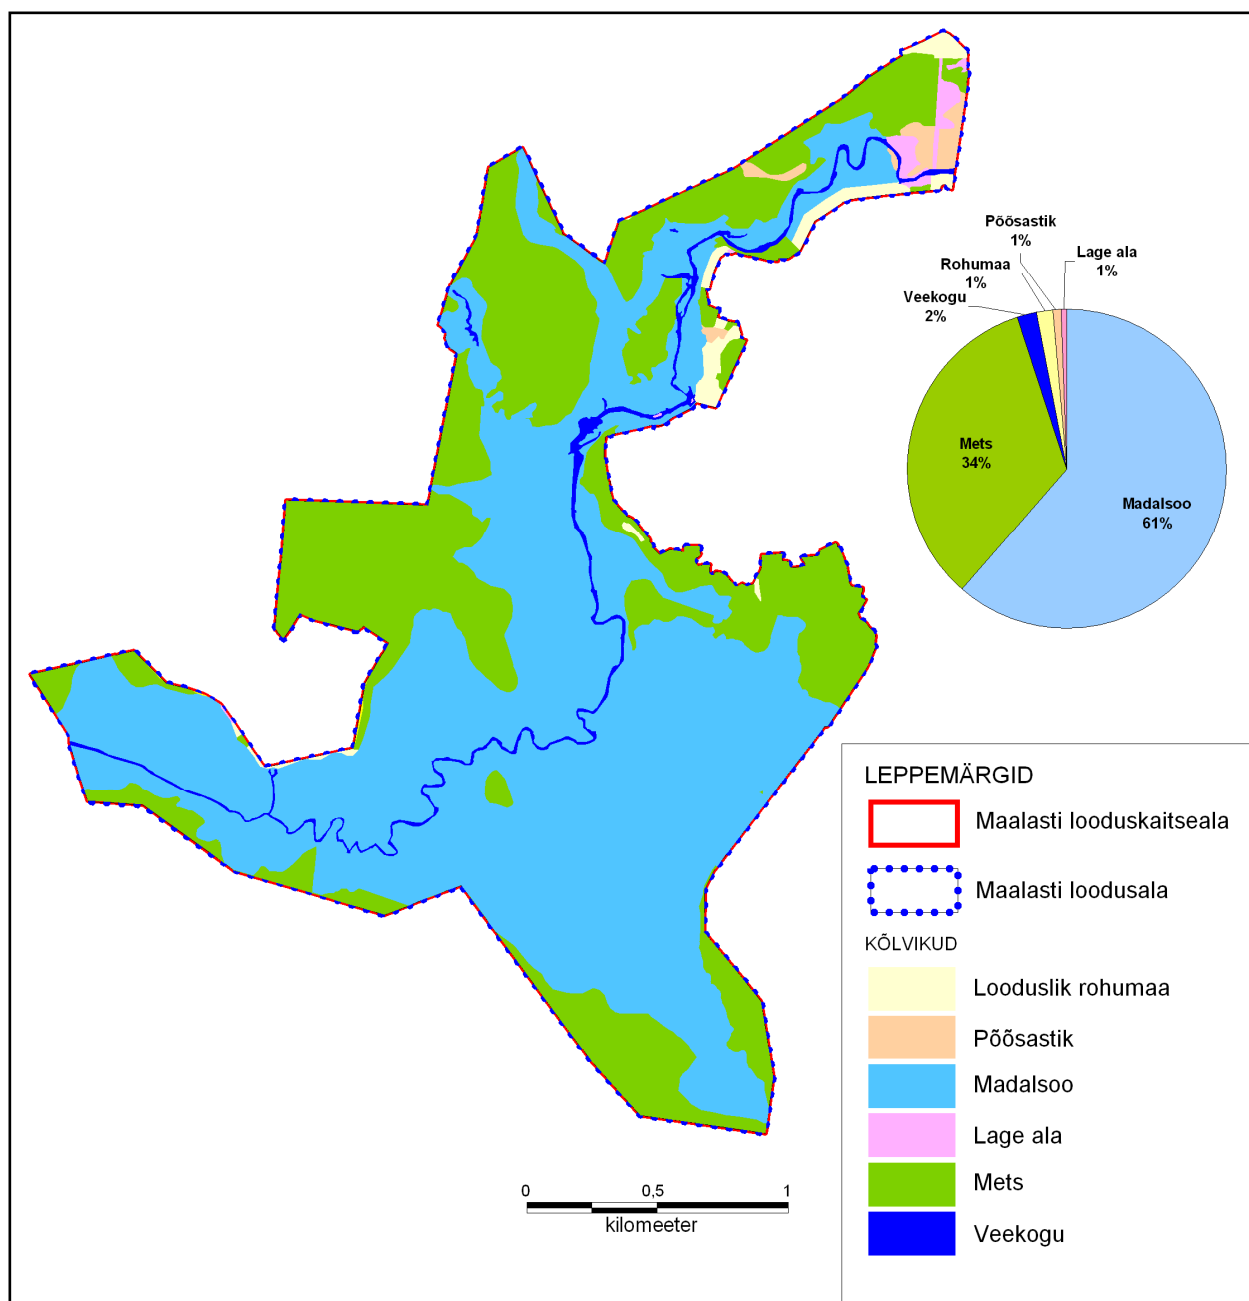 Põõsastik
1%
Lage ala
1%
Rohumaa
1%
Veekogu
2%
Mets
34%
Madalsoo
61%
LEPPEMÄRGID
Maalasti looduskaitseala
Maalasti loodusala
KÕLVIKUD
Looduslik rohumaa
Põõsastik
Madalsoo
Lage ala
Mets
Veekogu
0 0,5 1
kilomeeter